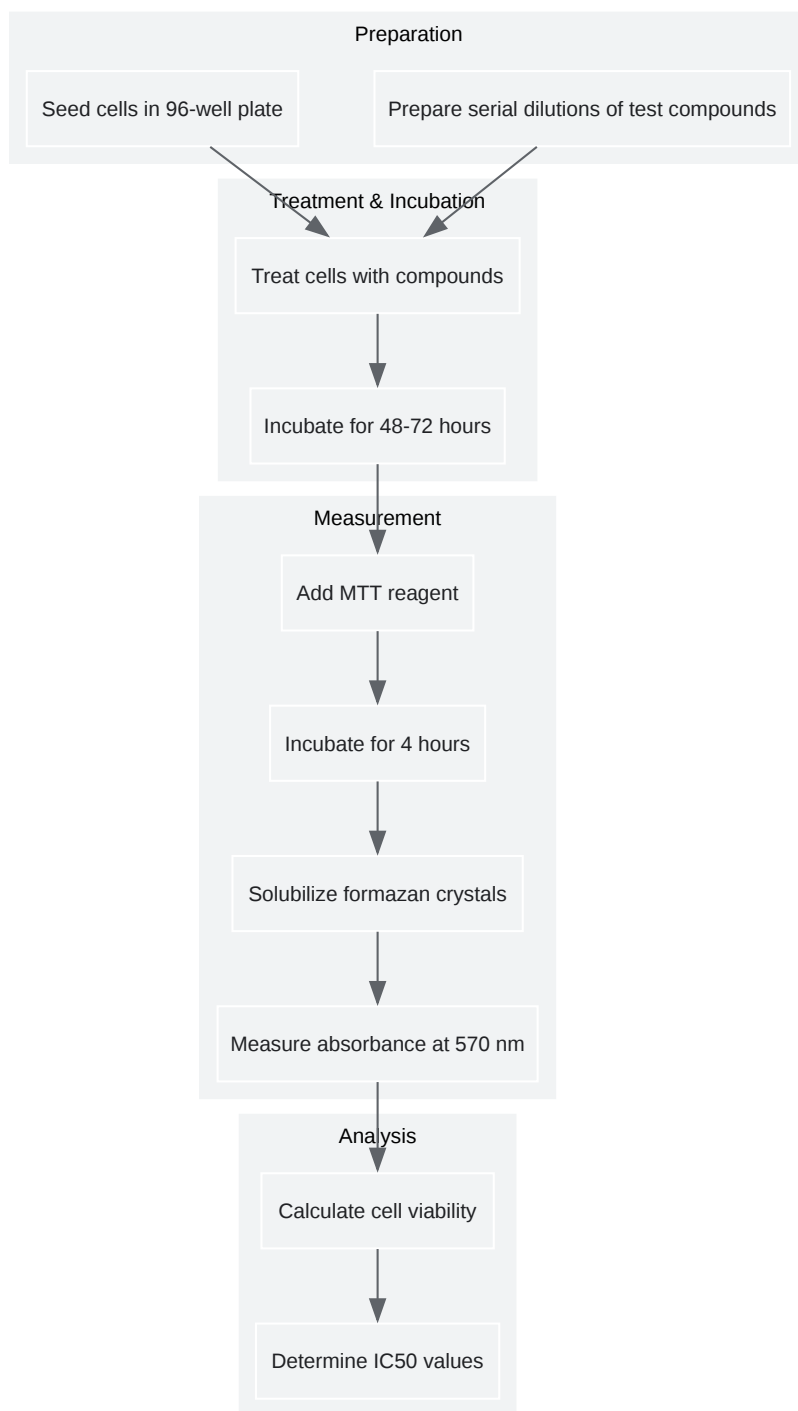 Preparation
Seed cells in 96-well plate
Prepare serial dilutions of test compounds
Treatment & Incubation
Treat cells with compounds
Incubate for 48-72 hours
Measurement
Add MTT reagent
Incubate for 4 hours
Solubilize formazan crystals
Measure absorbance at 570 nm
Analysis
Calculate cell viability
Determine IC50 values